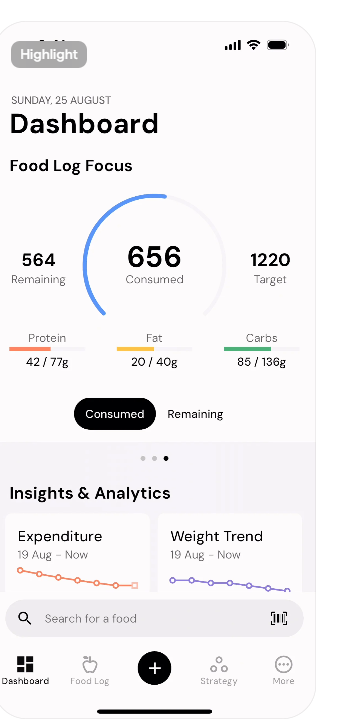 Highlight
SUNDAY, 25 AUGUST
Dashboard
Food Log Focus
564
Remaining
656
Consumed
1220
Target
Protein
42 / 77g
Fat
20 / 40g
Carbs
85 / 136g
Consumed
Remaining
Insights & Analytics
Expenditure
19 Aug - Now
Weight Trend
19 Aug - Now
Search for a food
Dashboard
Food Log
Strategy
More